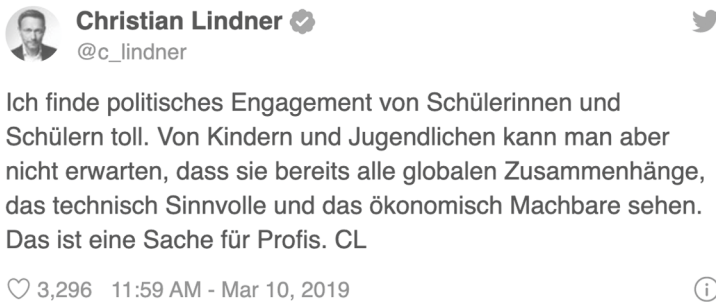 Christian Lindner
@c_lindner
Ich finde politisches Engagement von Schülerinnen und
Schülern toll. Von Kindern und Jugendlichen kann man aber
nicht erwarten, dass sie bereits alle globalen Zusammenhänge,
das technisch Sinnvolle und das ökonomisch Machbare sehen.
Das ist eine Sache für Profis. CL
3,296 11:59 AM - Mar 10, 2019